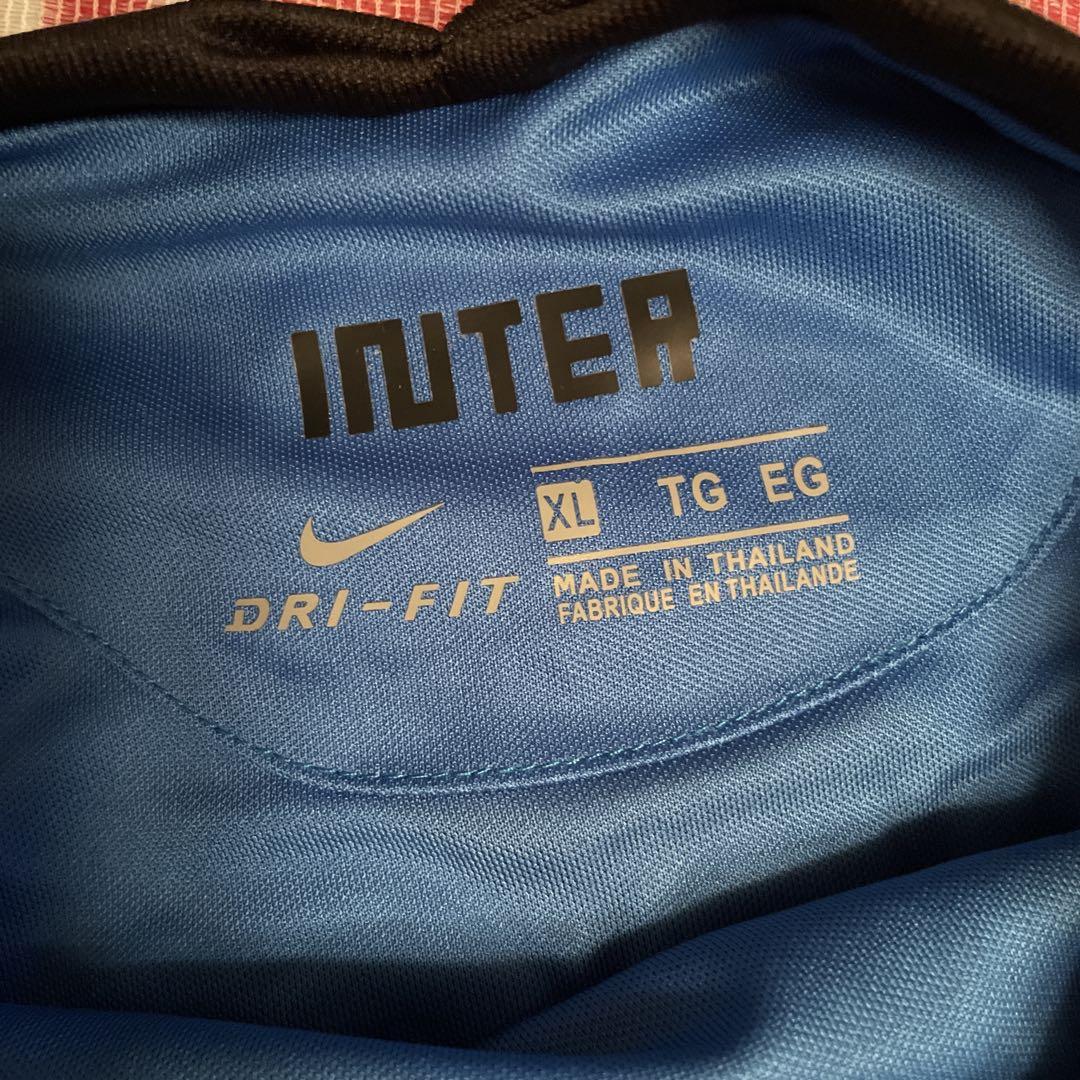 INTER
XL TG EG
MADE IN THAILAND
FABRIQUE EN THAILANDE
DRI-FIT